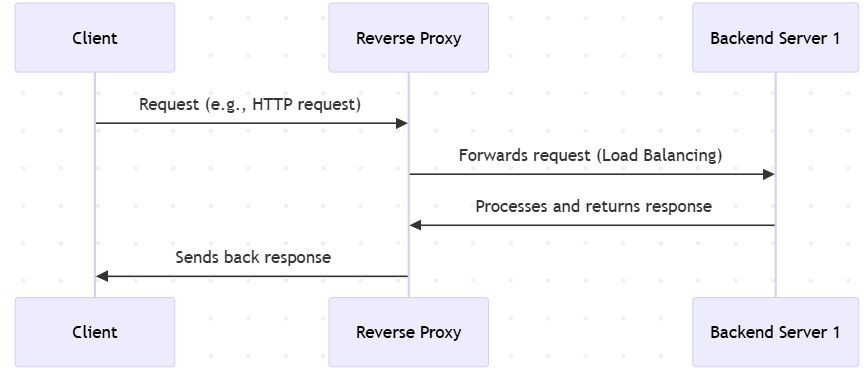 Client
Reverse Proxy
Backend Server 1
Request (e.g., HTTP request)
Forwards request (Load Balancing)
Processes and returns response
Sends back response
Client
Reverse Proxy
Backend Server 1